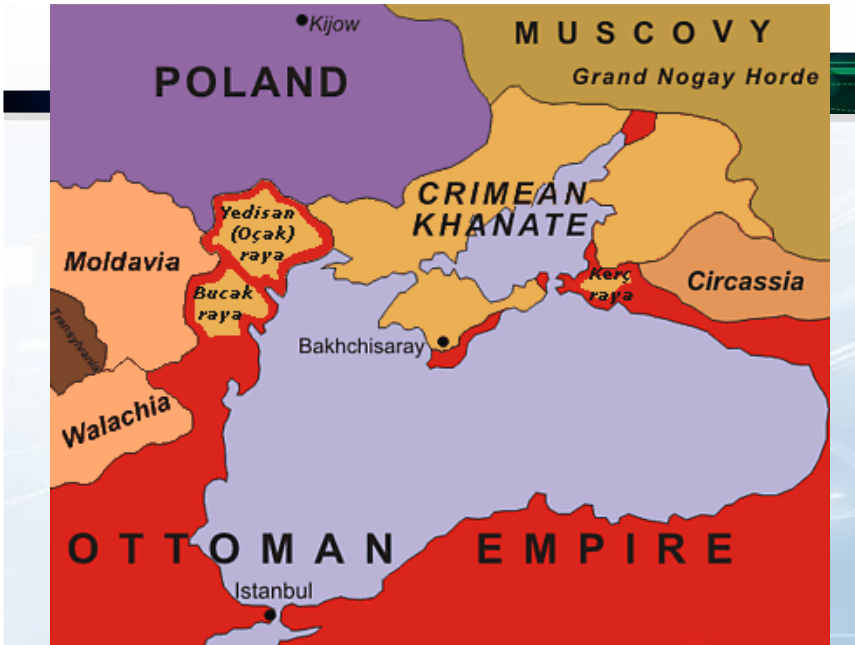 Kijow
MUSCOVY
POLAND
Grand Nogay Horde
CRIMEAN
KHANATE
Yedisan
(Oçak)
raya
Moldavia
Bucak
raya
Kerç
raya
Circassia
Transylvania
Bakhchisaray
Walachia
OTTOMAN EMPIRE
Istanbul